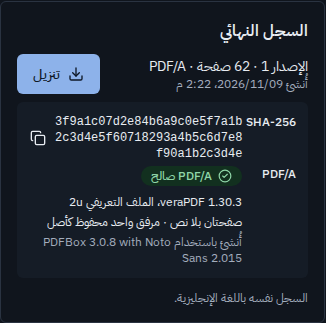 السجل النهائي
الإصدار 1 · 62 صفحة · PDF/A
أُنشئ 2026/11/09، 2:22 م
تنزيل
SHA-256
3f9a1c07d2e84b6a9c0e5f7a1b
2c3d4e5f60718293a4b5c6d7e8
f90a1b2c3d4e
PDF/A
PDF/A صالح
veraPDF 1.30.3، الملف التعريفي 2u
صفحتان بلا نص · مرفق واحد محفوظ كأصل
أُنشئ باستخدام PDFBox 3.0.8 with Noto
Sans 2.015
السجل نفسه باللغة الإنجليزية.